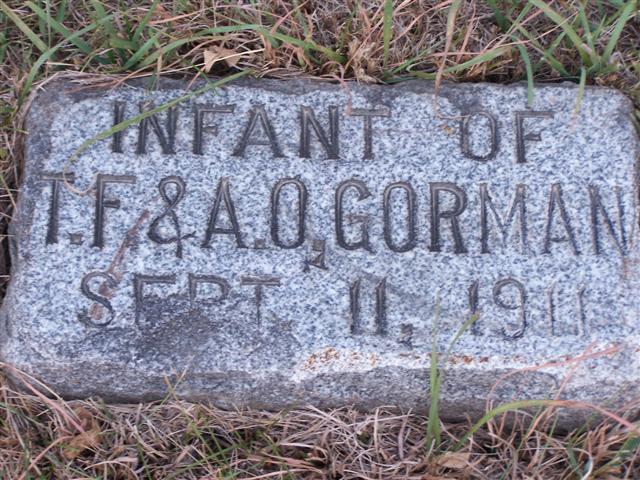 INFANT OF
T.F. & A.O. GORMAN
SEPT. 11, 1911